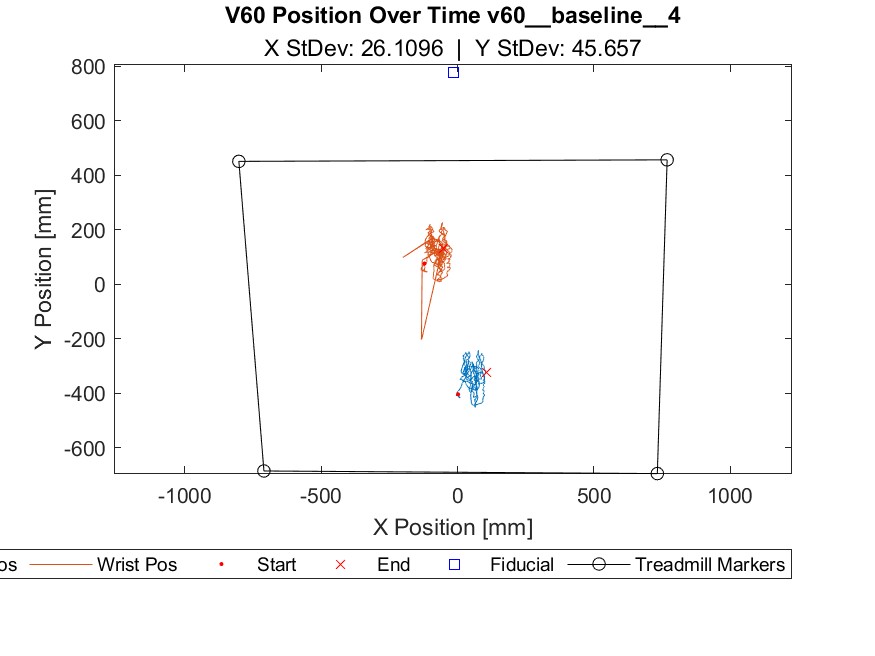 V60 Position Over Time v60__baseline__4
X StDev: 26.1096 | Y StDev: 45.657
800
600
400
200
0
-200
-400
-600
Y Position [mm]
-1000 -500 0 500 1000
X Position [mm]
os Wrist Pos Start End Fiducial Treadmill Markers